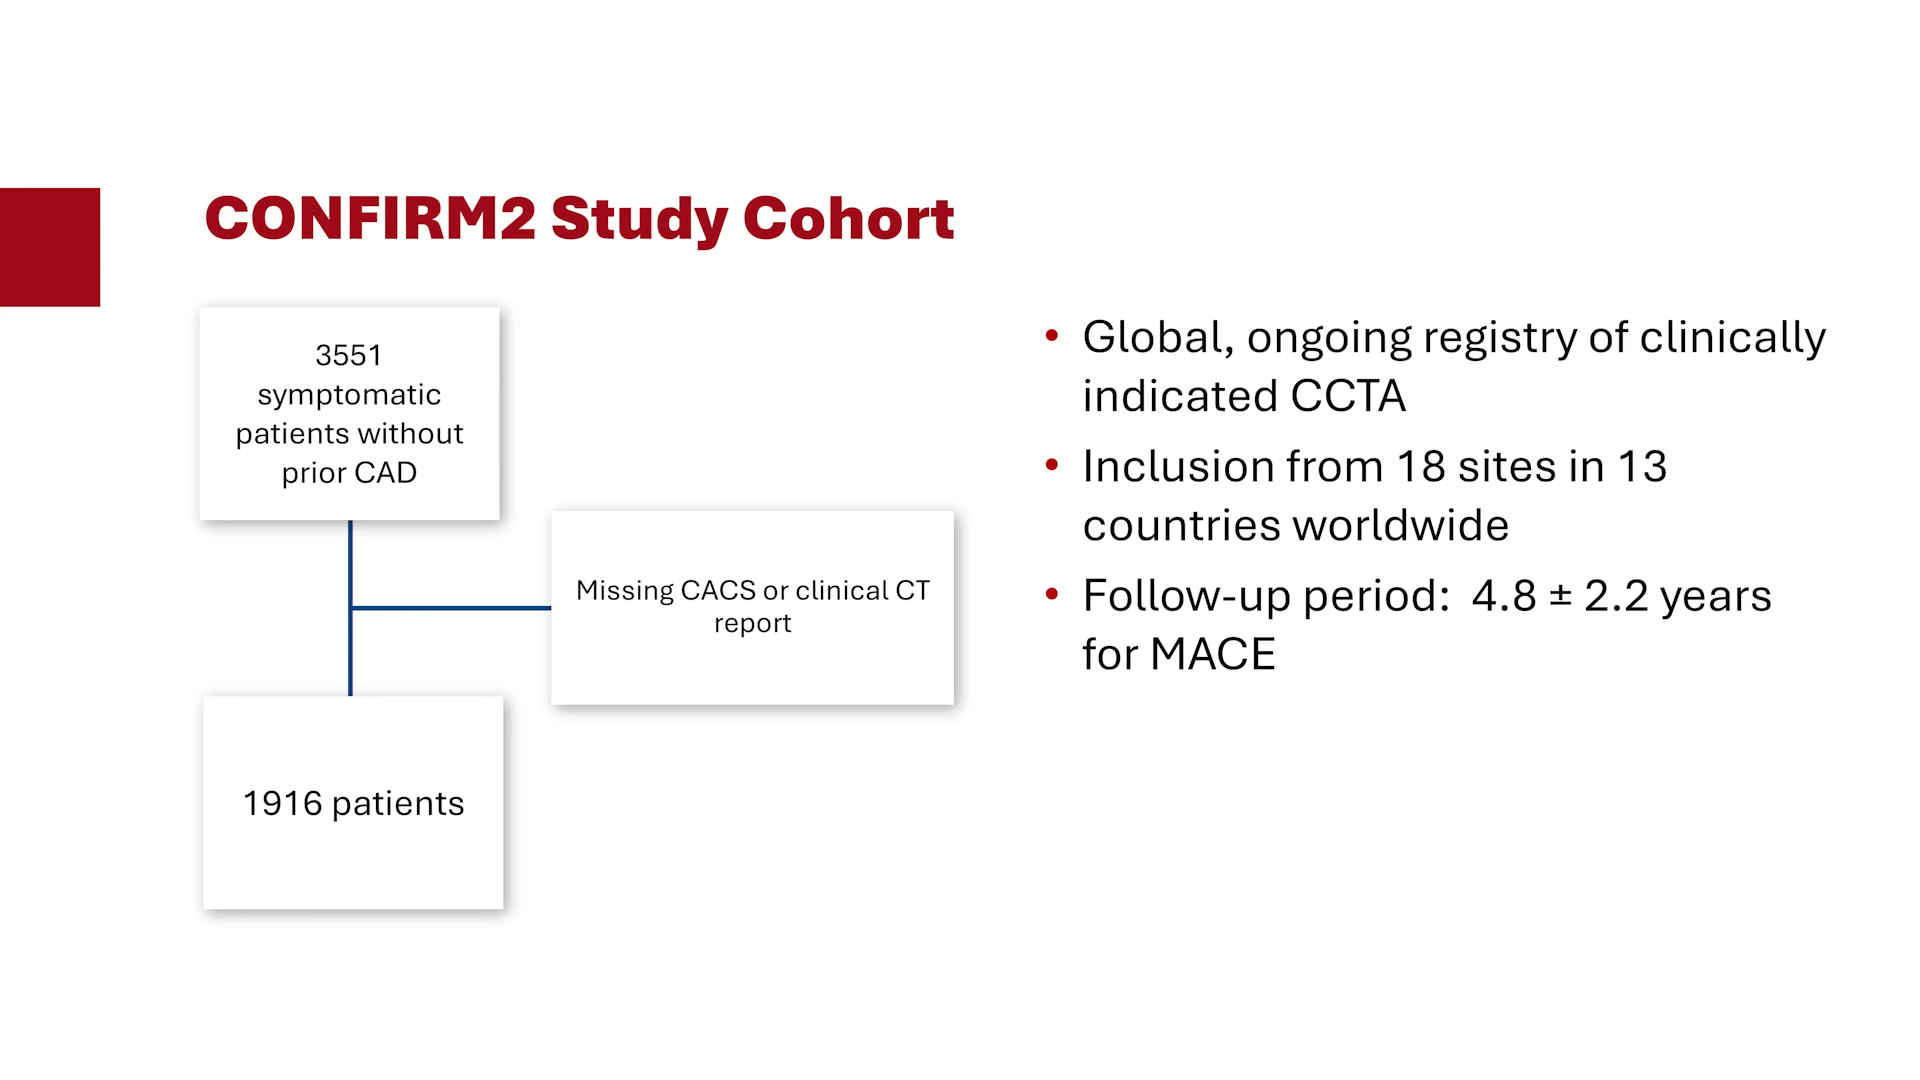 CONFIRM2 Study Cohort
3551
symptomatic
patients without
prior CAD
Missing CACS or clinical CT
report
1916 patients
• Global, ongoing registry of clinically
indicated CCTA
• Inclusion from 18 sites in 13
countries worldwide
• Follow-up period:  4.8 ± 2.2 years
for MACE